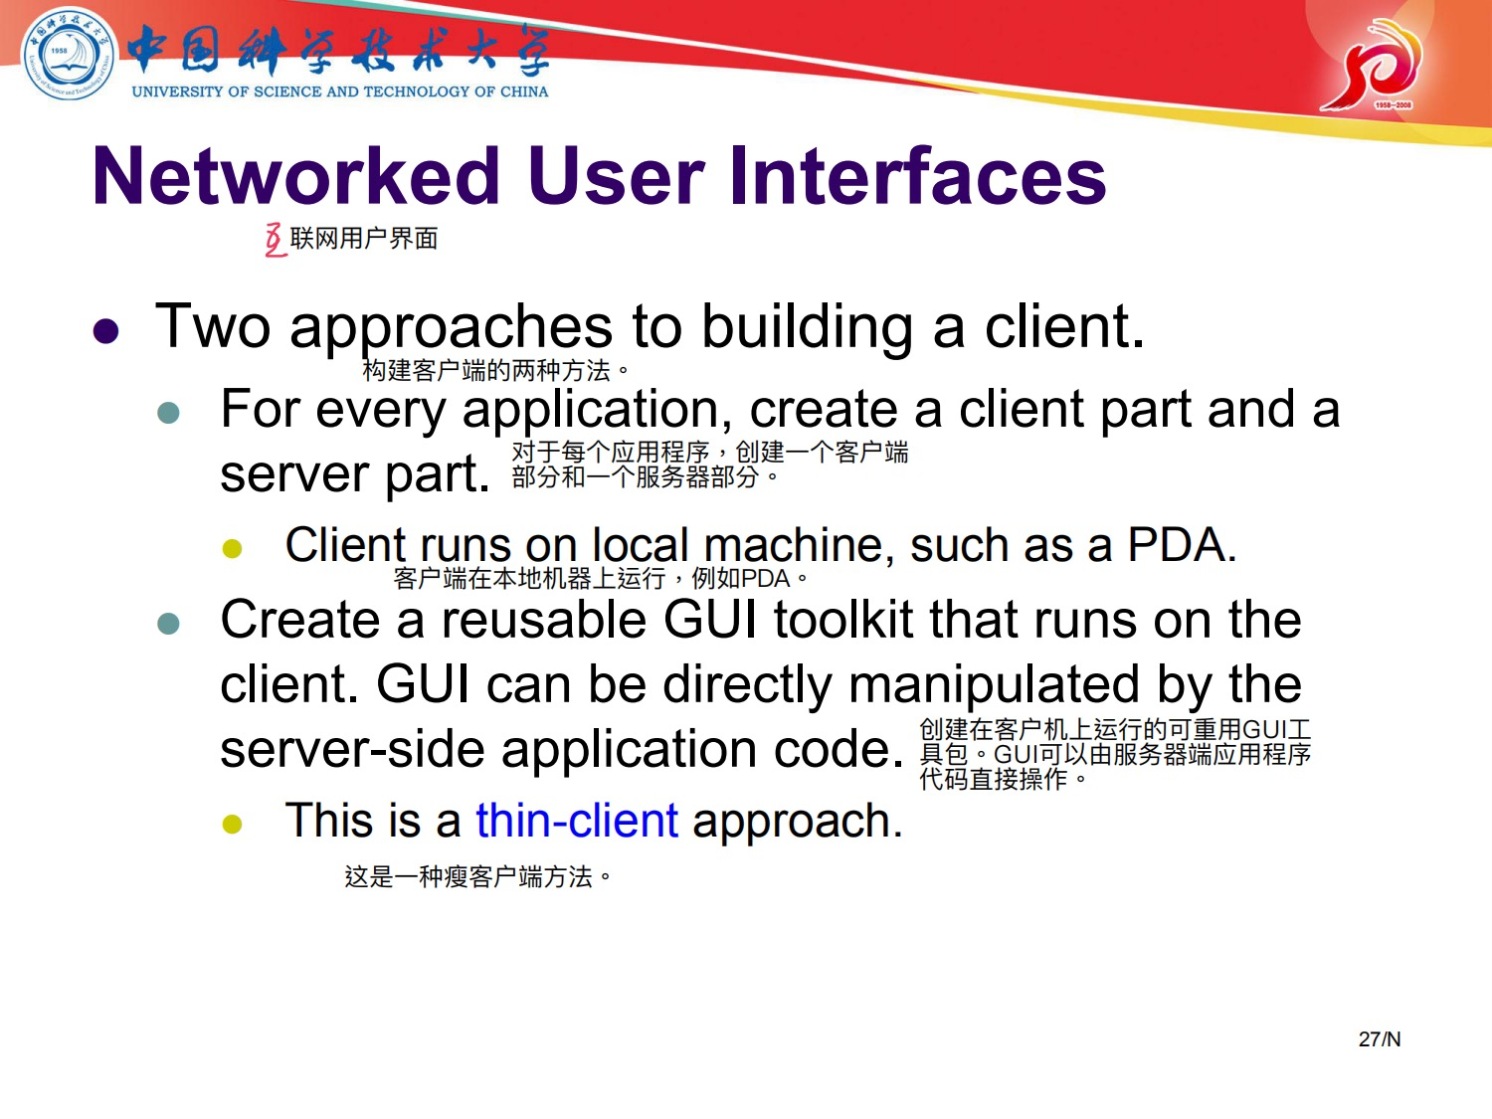 中国科学技术大学
UNIVERSITY OF SCIENCE AND TECHNOLOGY OF CHINA
1958
1958—2008
Networked User Interfaces
互联网用户界面
Two approaches to building a client.
构建客户端的两种方法。
For every application, create a client part and a
server part.
对于每个应用程序，创建一个客户端
部分和一个服务器部分。
Client runs on local machine, such as a PDA.
客户端在本地机器上运行，例如PDA。
Create a reusable GUI toolkit that runs on the
client. GUI can be directly manipulated by the
server-side application code.
创建在客户机上运行的可重用GUI工
具包。GUI可以由服务器端应用程序
代码直接操作。
This is a thin-client approach.
这是一种瘦客户端方法。
27/N